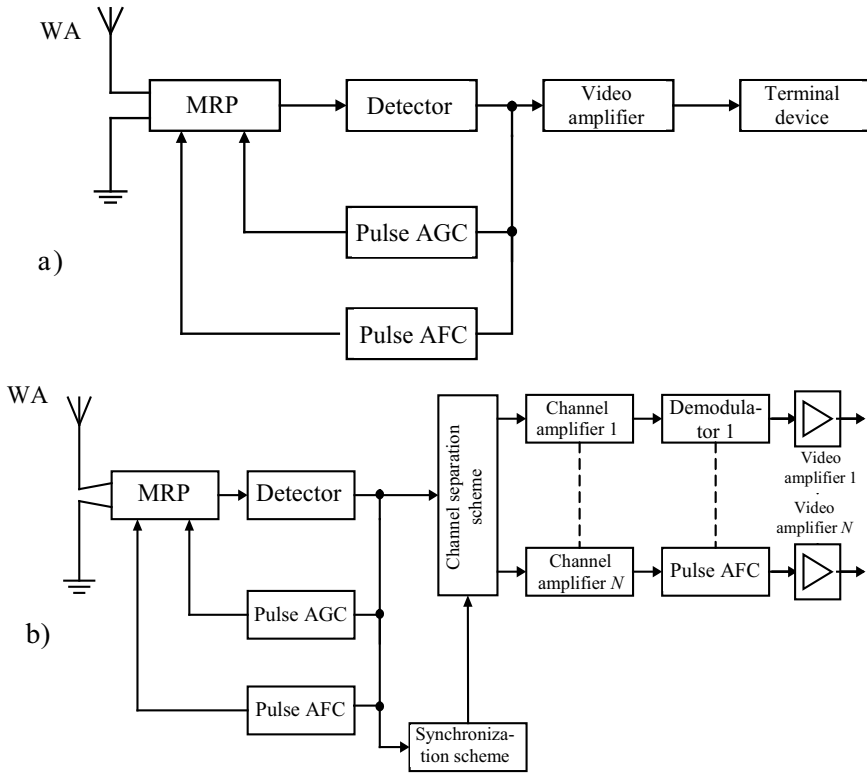 WA
MRP
Detector
Video
amplifier
Terminal
device
Pulse AGC
a)
Pulse AFC
WA
MRP
Detector
Channel separation
scheme
Channel
amplifier 1
Demodula-
tor 1
Video
amplifier 1
Video
amplifier N
Channel
amplifier N
Pulse AFC
Pulse AGC
b)
Pulse AFC
Synchroniza-
tion scheme